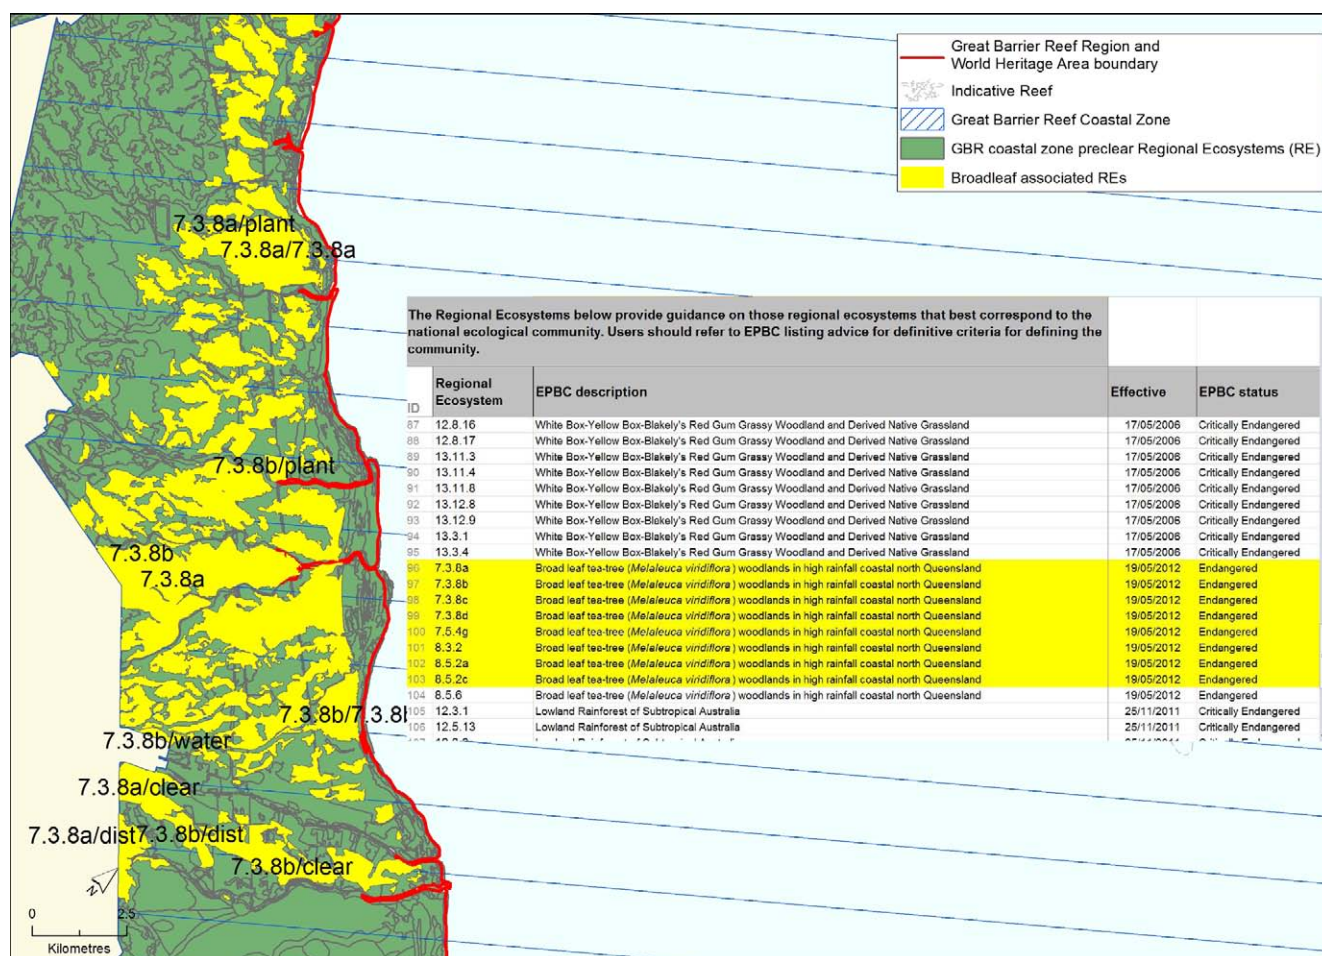 Great Barrier Reef Region and
World Heritage Area boundary
Indicative Reef
Great Barrier Reef Coastal Zone
GBR coastal zone preclear Regional Ecosystems (RE)
Broadleaf associated REs
7.3.8a/plant
7.3.8a/7.3.8a
The Regional Ecosystems below provide guidance on those regional ecosystems that best correspond to the
national ecological community. Users should refer to EPBC listing advice for definitive criteria for defining the
community.
ID Regional Ecosystem EPBC description Effective EPBC status
87 12.8.16 White Box-Yellow Box-Blakely's Red Gum Grassy Woodland and Derived Native Grassland 17/05/2006 Critically Endangered
88 12.8.17 White Box-Yellow Box-Blakely's Red Gum Grassy Woodland and Derived Native Grassland 17/05/2006 Critically Endangered
89 13.11.3 White Box-Yellow Box-Blakely's Red Gum Grassy Woodland and Derived Native Grassland 17/05/2006 Critically Endangered
90 13.11.4 White Box-Yellow Box-Blakely's Red Gum Grassy Woodland and Derived Native Grassland 17/05/2006 Critically Endangered
91 13.11.8 White Box-Yellow Box-Blakely's Red Gum Grassy Woodland and Derived Native Grassland 17/05/2006 Critically Endangered
92 13.12.8 White Box-Yellow Box-Blakely's Red Gum Grassy Woodland and Derived Native Grassland 17/05/2006 Critically Endangered
93 13.12.9 White Box-Yellow Box-Blakely's Red Gum Grassy Woodland and Derived Native Grassland 17/05/2006 Critically Endangered
94 13.3.1 White Box-Yellow Box-Blakely's Red Gum Grassy Woodland and Derived Native Grassland 17/05/2006 Critically Endangered
95 13.3.4 White Box-Yellow Box-Blakely's Red Gum Grassy Woodland and Derived Native Grassland 17/05/2006 Critically Endangered
96 7.3.8a Broad leaf tea-tree (Melaleuca viridiflora) woodlands in high rainfall coastal north Queensland 19/05/2012 Endangered
97 7.3.8b Broad leaf tea-tree (Melaleuca viridiflora) woodlands in high rainfall coastal north Queensland 19/05/2012 Endangered
98 7.3.8c Broad leaf tea-tree (Melaleuca viridiflora) woodlands in high rainfall coastal north Queensland 19/05/2012 Endangered
99 7.3.8d Broad leaf tea-tree (Melaleuca viridiflora) woodlands in high rainfall coastal north Queensland 19/05/2012 Endangered
100 7.5.4g Broad leaf tea-tree (Melaleuca viridiflora) woodlands in high rainfall coastal north Queensland 19/05/2012 Endangered
101 8.3.2 Broad leaf tea-tree (Melaleuca viridiflora) woodlands in high rainfall coastal north Queensland 19/05/2012 Endangered
102 8.5.2a Broad leaf tea-tree (Melaleuca viridiflora) woodlands in high rainfall coastal north Queensland 19/05/2012 Endangered
103 8.5.2c Broad leaf tea-tree (Melaleuca viridiflora) woodlands in high rainfall coastal north Queensland 19/05/2012 Endangered
104 8.5.6 Broad leaf tea-tree (Melaleuca viridiflora) woodlands in high rainfall coastal north Queensland 19/05/2012 Endangered
105 12.3.1 Lowland Rainforest of Subtropical Australia 25/11/2011 Critically Endangered
106 12.5.13 Lowland Rainforest of Subtropical Australia 25/11/2011 Critically Endangered
7.3.8b/plant
7.3.8b
7.3.8a
7.3.8b/7.3.8
7.3.8b/water
7.3.8a/clear
7.3.8a/dist 7.3.8b/dist
7.3.8b/clear
N
0 2.5
Kilometres